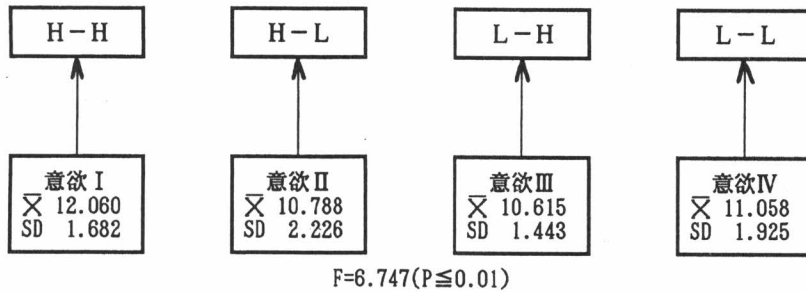 H－H H－L L－H L－L
意欲Ⅰ 意欲Ⅱ 意欲Ⅲ 意欲Ⅳ
X̅ 12.060 X̅ 10.788 X̅ 10.615 X̅ 11.058
SD 1.682 SD 2.226 SD 1.443 SD 1.925
F=6.747(P≦0.01)